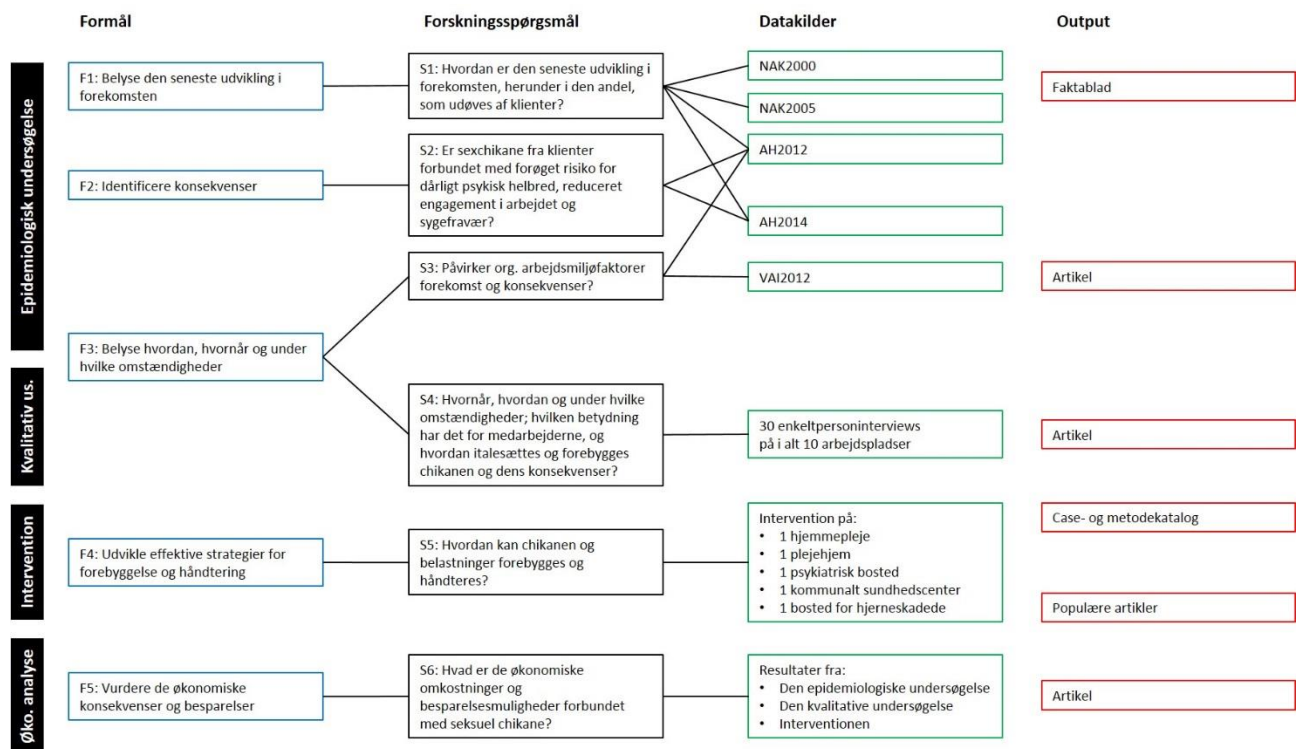 Formål
Forskningsspørgsmål
Datakilder
Output
Epidemiologisk undersøgelse
F1: Belyse den seneste udvikling i
forekomsten
S1: Hvordan er den seneste udvikling i
forekomsten, herunder i den andel,
som udøves af klienter?
NAK2000
NAK2005
Faktablad
F2: Identificere konsekvenser
S2: Er sexchikane fra klienter
forbundet med forøget risiko for
dårligt psykisk helbred, reduceret
engagement i arbejdet og
sygefravær?
AH2012
AH2014
S3: Påvirker org. arbejdsmiljøfaktorer
forekomst og konsekvenser?
VAI2012
Artikel
F3: Belyse hvordan, hvornår og under
hvilke omstændigheder
Kvalitativ us.
S4: Hvornår, hvordan og under hvilke
omstændigheder; hvilken betydning
har det for medarbejderne, og
hvordan italesættes og forebygges
chikanen og dens konsekvenser?
30 enkeltpersoninterviews
på i alt 10 arbejdspladser
Artikel
Intervention
F4: Udvikle effektive strategier for
forebyggelse og håndtering
S5: Hvordan kan chikanen og
belastninger forebygges og
håndteres?
Intervention på:
• 1 hjemmepleje
• 1 plejehjem
• 1 psykiatrisk bosted
• 1 kommunalt sundhedscenter
• 1 bosted for hjerneskadede
Case- og metodekatalog
Populære artikler
Øko. analyse
F5: Vurdere de økonomiske
konsekvenser og besparelser
S6: Hvad er de økonomiske
omkostninger og
besparelsesmuligheder forbundet
med seksuel chikane?
Resultater fra:
• Den epidemiologiske undersøgelse
• Den kvalitative undersøgelse
• Interventionen
Artikel